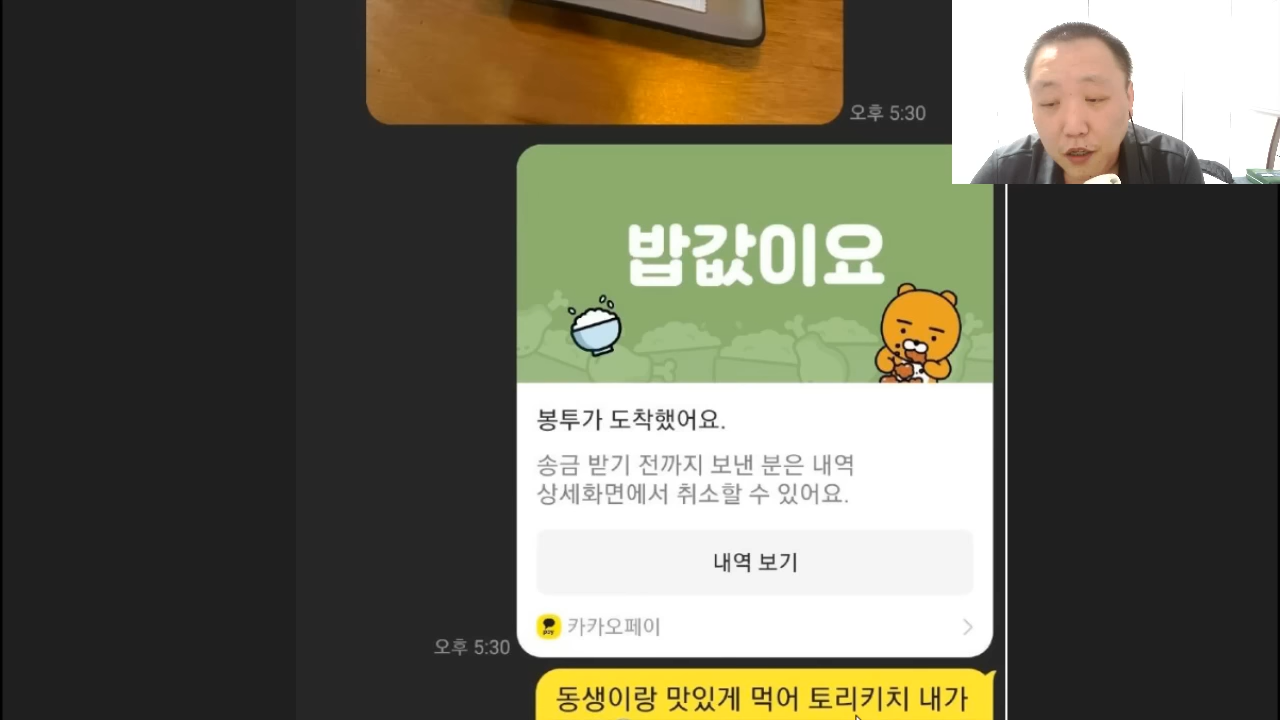 오후 5:30
밥값이요
봉투가 도착했어요.
송금 받기 전까지 보낸 분은 내역
상세화면에서 취소할 수 있어요.
내역 보기
pay 카카오페이
오후 5:30
동생이랑 맛있게 먹어 토리키치 내가